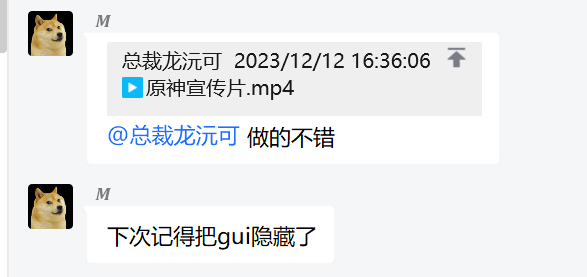 M
总裁龙沅可 2023/12/12 16:36:06
原神宣传片.mp4
@总裁龙沅可 做的不错
M
下次记得把gui隐藏了